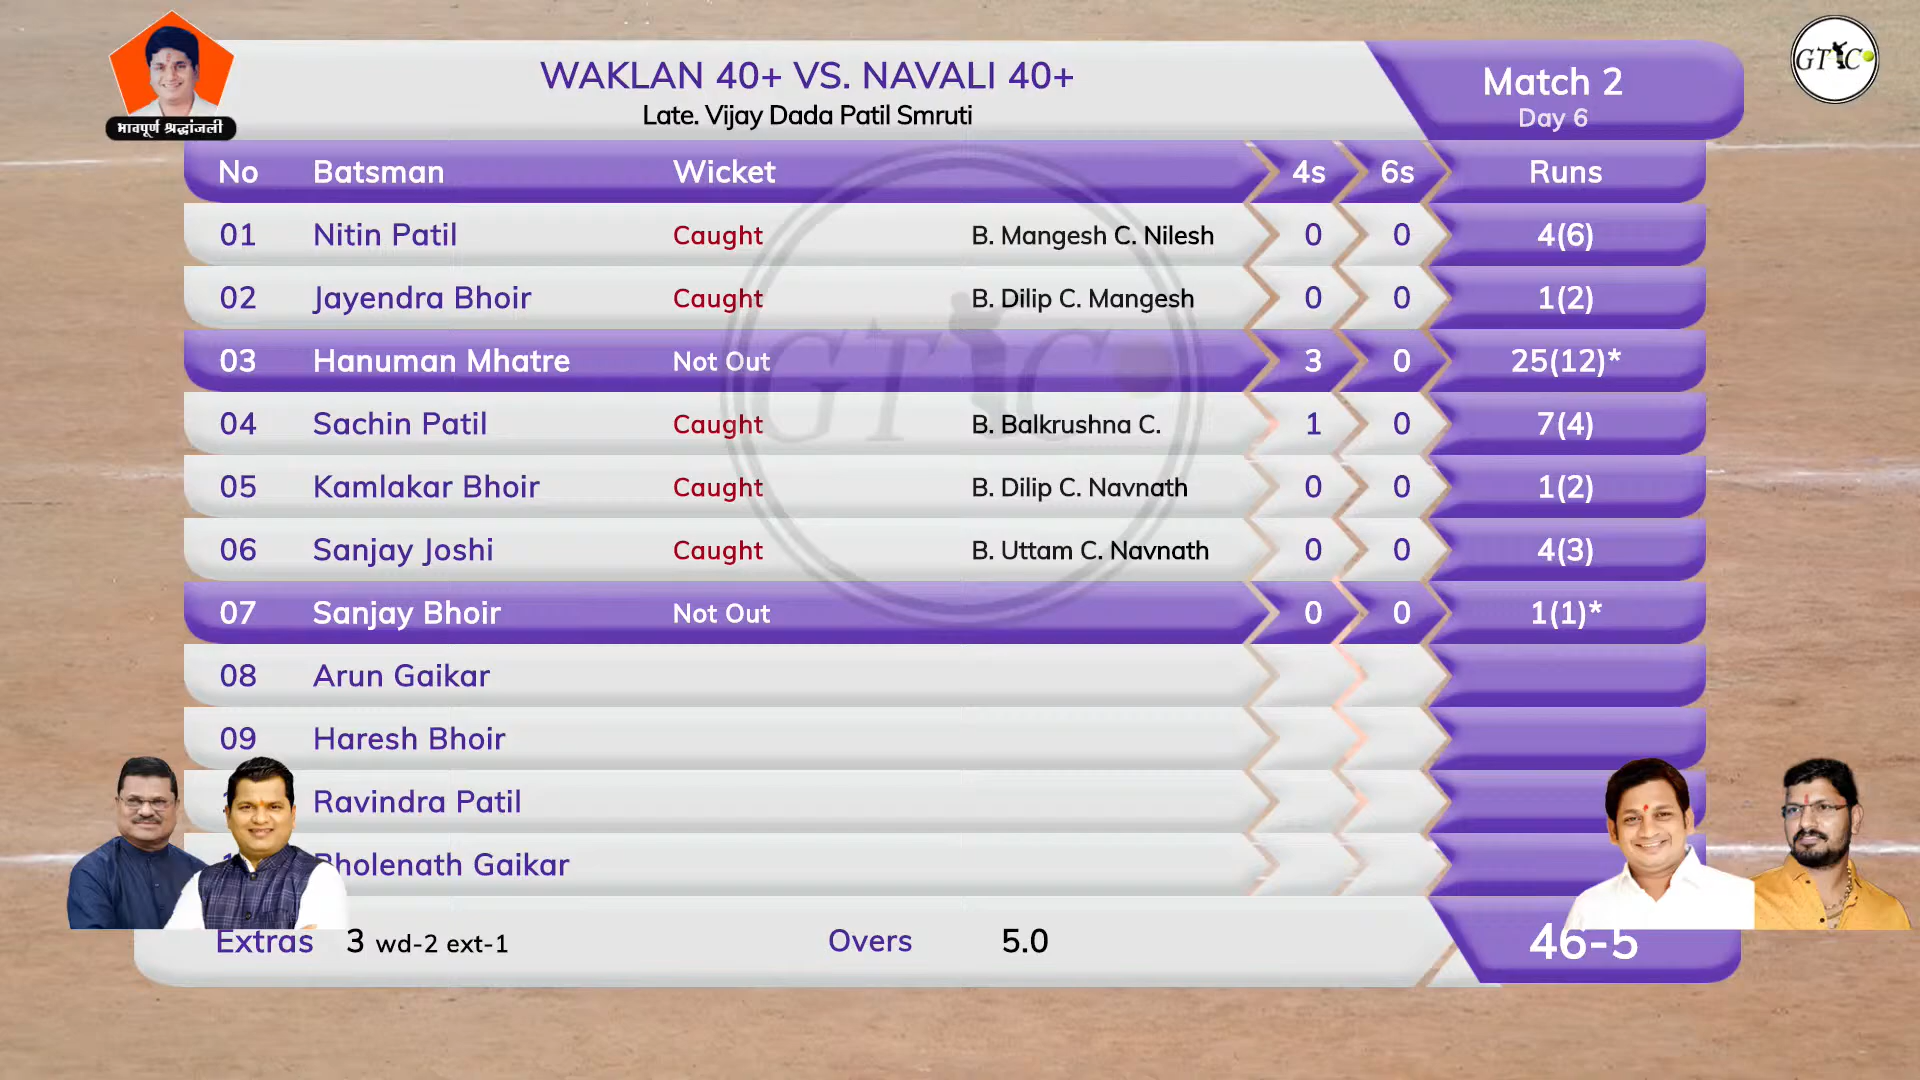 WAKLAN 40+ VS. NAVALI 40+
Late. Vijay Dada Patil Smruti
Match 2
Day 6
GTCC
भावपूर्ण श्रद्धांजली
No Batsman Wicket 4s 6s Runs
01 Nitin Patil Caught B. Mangesh C. Nilesh 0 0 4(6)
02 Jayendra Bhoir Caught B. Dilip C. Mangesh 0 0 1(2)
03 Hanuman Mhatre Not Out 3 0 25(12)*
04 Sachin Patil Caught B. Balkrushna C. 1 0 7(4)
05 Kamlakar Bhoir Caught B. Dilip C. Navnath 0 0 1(2)
06 Sanjay Joshi Caught B. Uttam C. Navnath 0 0 4(3)
07 Sanjay Bhoir Not Out 0 0 1(1)*
08 Arun Gaikar
09 Haresh Bhoir
Ravindra Patil
Bholenath Gaikar
Extras 3 wd-2 ext-1 Overs 5.0 46-5